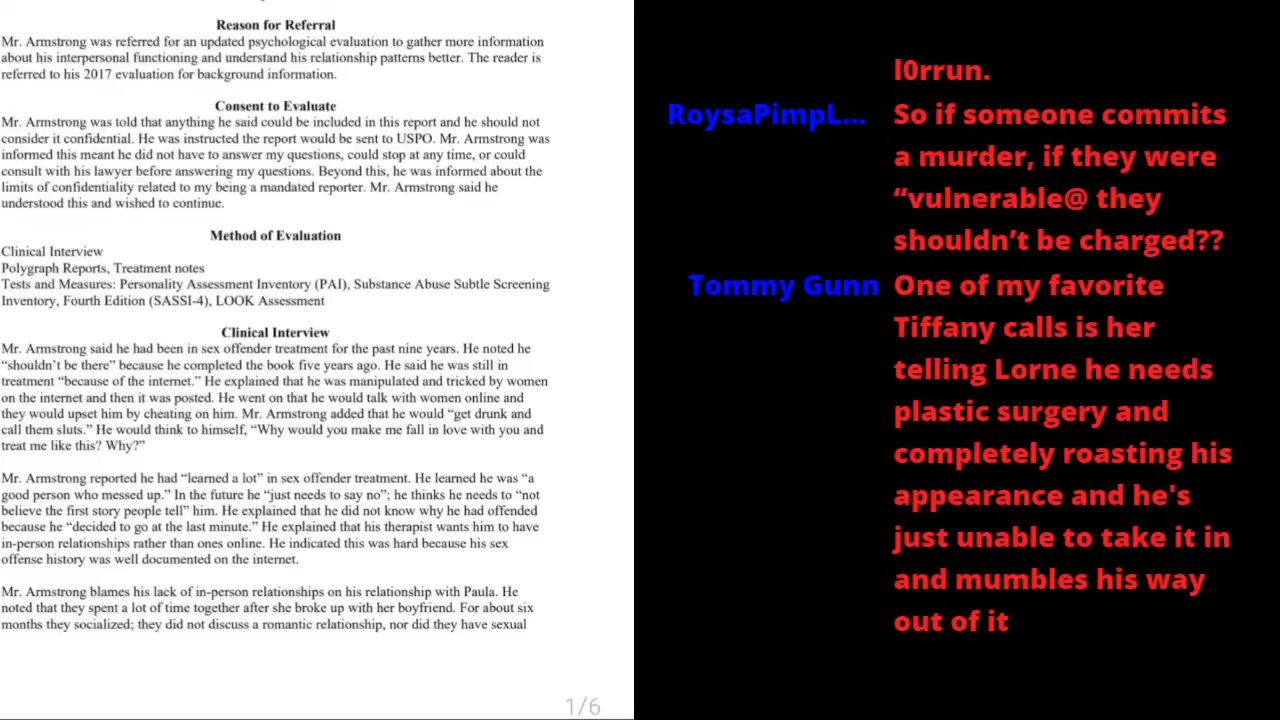 Reason for Referral
Mr. Armstrong was referred for an updated psychological evaluation to gather more information
about his interpersonal functioning and understand his relationship patterns better. The reader is
referred to his 2017 evaluation for background information.
Consent to Evaluate
Mr. Armstrong was told that anything he said could be included in this report and he should not
consider it confidential. He was instructed the report would be sent to USPO. Mr. Armstrong was
informed this meant he did not have to answer my questions, could stop at any time, or could
consult with his lawyer before answering my questions. Beyond this, he was informed about the
limits of confidentiality related to my being a mandated reporter. Mr. Armstrong said he
understood this and wished to continue.
Method of Evaluation
Clinical Interview
Polygraph Reports, Treatment notes
Tests and Measures: Personality Assessment Inventory (PAI), Substance Abuse Subtle Screening
Inventory, Fourth Edition (SASSI-4), LOOK Assessment
Clinical Interview
Mr. Armstrong said he had been in sex offender treatment for the past nine years. He noted he
“shouldn’t be there” because he completed the book five years ago. He said he was still in
treatment “because of the internet.” He explained that he was manipulated and tricked by women
on the internet and then it was posted. He went on that he would talk with women online and
they would upset him by cheating on him. Mr. Armstrong added that he would “get drunk and
call them sluts.” He would think to himself, “Why would you make me fall in love with you and
treat me like this? Why?”
Mr. Armstrong reported he had “learned a lot” in sex offender treatment. He learned he was “a
good person who messed up.” In the future he “just needs to say no”; he thinks he needs to “not
believe the first story people tell” him. He explained that he did not know why he had offended
because he “decided to go at the last minute.” He explained that his therapist wants him to have
in-person relationships rather than ones online. He indicated this was hard because his sex
offense history was well documented on the internet.
Mr. Armstrong blames his lack of in-person relationships on his relationship with Paula. He
noted that they spent a lot of time together after she broke up with her boyfriend. For about six
months they socialized; they did not discuss a romantic relationship, nor did they have sexual
1/6
l0rrun.
RoysaPimpL... So if someone commits
a murder, if they were
“vulnerable@ they
shouldn’t be charged??
Tommy Gunn One of my favorite
Tiffany calls is her
telling Lorne he needs
plastic surgery and
completely roasting his
appearance and he's
just unable to take it in
and mumbles his way
out of it